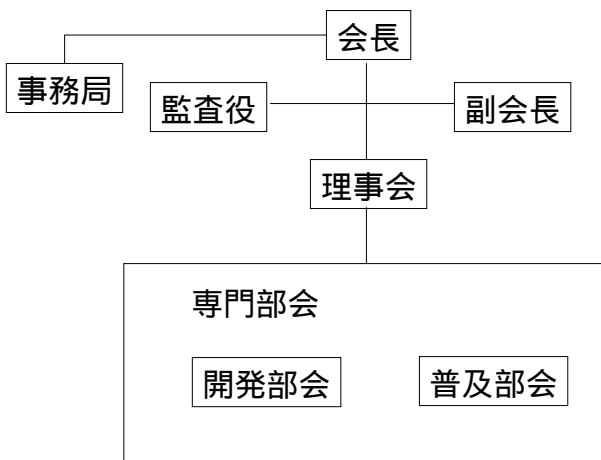 会長
事務局
監査役
副会長
理事会
専門部会
開発部会
普及部会